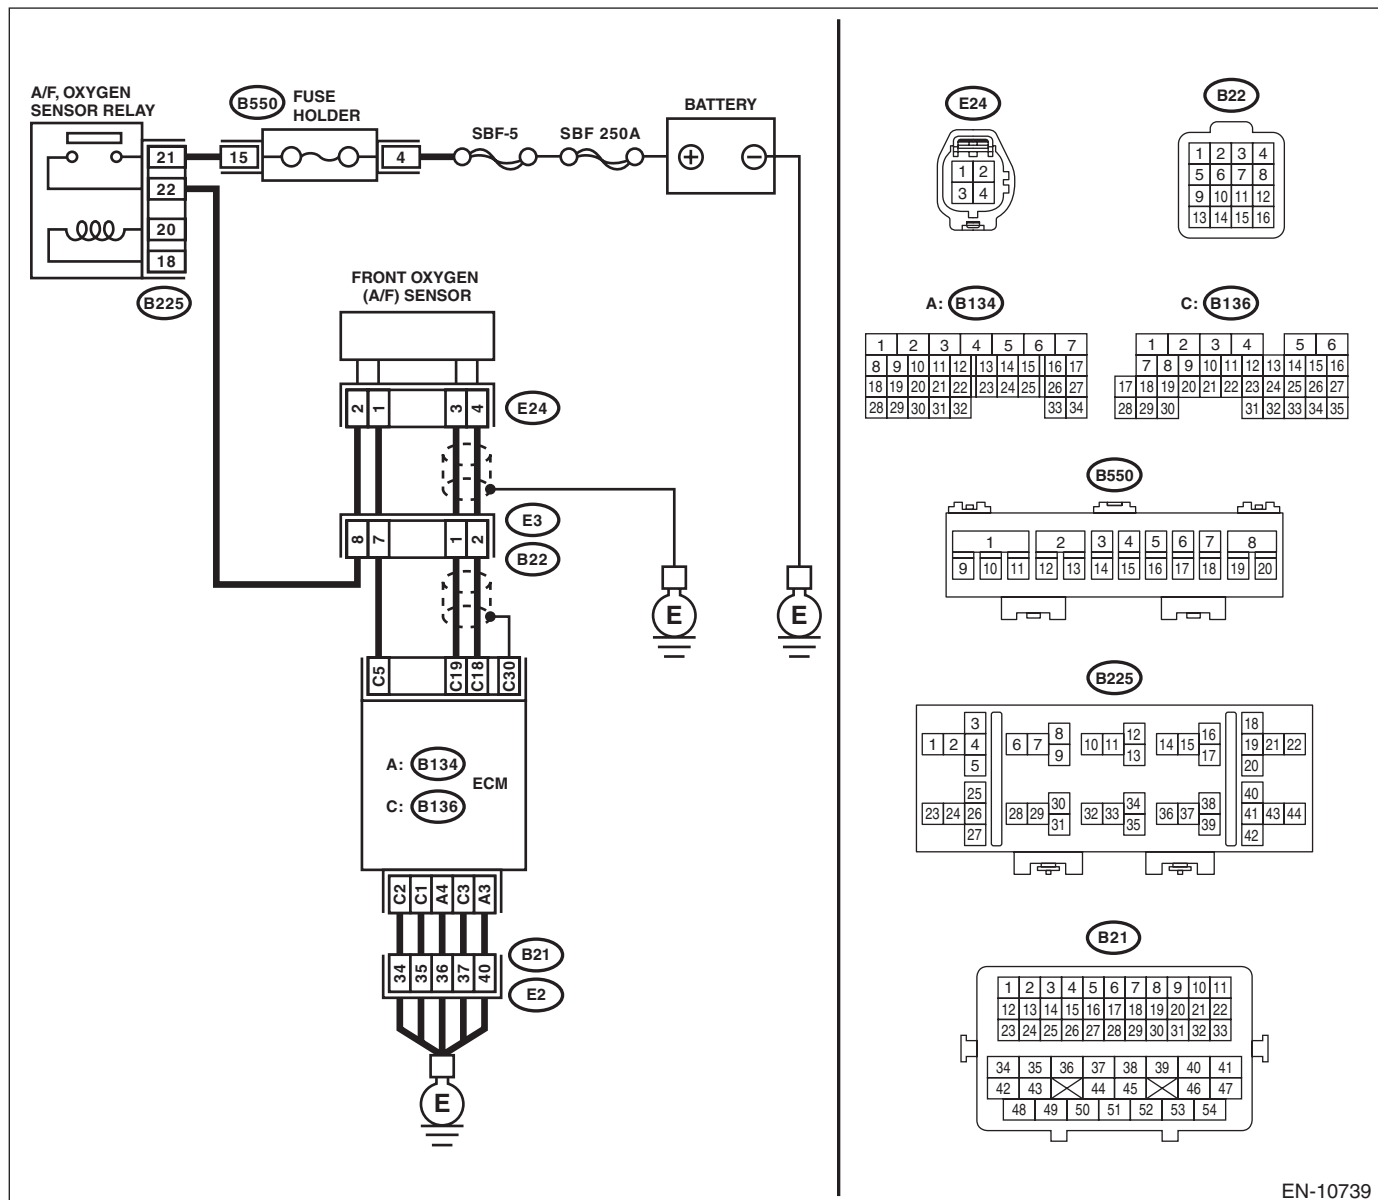 A/F, OXYGEN
SENSOR RELAY
B550
FUSE
HOLDER
SBF-5
SBF 250A
BATTERY
21
15
4
+
−
22
20
18
B225
FRONT OXYGEN
(A/F) SENSOR
2 1 3 4
E24
E3
8 7 1 2
B22
E
E
C5 C19 C18 C30
A: B134
ECM
C: B136
C2 C1 A4 C3 A3
B21
34 35 36 37 40
E2
E
E24
1 2
3 4
B22
1 2 3 4
5 6 7 8
9 10 11 12
13 14 15 16
A: B134
1 2 3 4 5 6 7
8 9 10 11 12 13 14 15 16 17
18 19 20 21 22 23 24 25 26 27
28 29 30 31 32 33 34
C: B136
1 2 3 4 5 6
7 8 9 10 11 12 13 14 15 16
17 18 19 20 21 22 23 24 25 26 27
28 29 30 31 32 33 34 35
B550
1 2 3 4 5 6 7 8
9 10 11 12 13 14 15 16 17 18 19 20
B225
3 8 12 16 18
1 2 4 6 7 10 11 14 15 19 21 22
5 9 13 17 20
25 30 34 38 40
23 24 26 28 29 32 33 36 37 41 43 44
27 31 35 39 42
B21
1 2 3 4 5 6 7 8 9 10 11
12 13 14 15 16 17 18 19 20 21 22
23 24 25 26 27 28 29 30 31 32 33
34 35 36 37 38 39 40 41
42 43 44 45 46 47
48 49 50 51 52 53 54
EN-10739